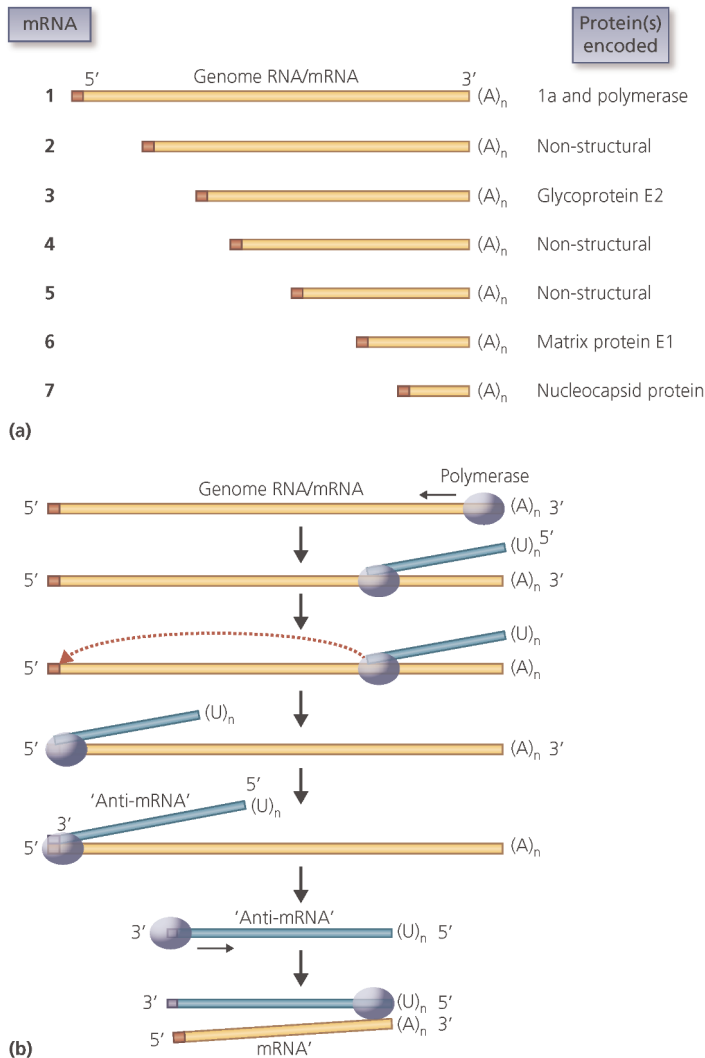 mRNA
Protein(s)
encoded
5′ Genome RNA/mRNA 3′
1 (A)n 1a and polymerase
2 (A)n Non-structural
3 (A)n Glycoprotein E2
4 (A)n Non-structural
5 (A)n Non-structural
6 (A)n Matrix protein E1
7 (A)n Nucleocapsid protein
(a)
Polymerase
Genome RNA/mRNA
5′ (A)n 3′
(U)n 5′
5′ (A)n 3′
(U)n
5′ (A)n
(U)n
5′ (A)n 3′
5′
'Anti-mRNA' (U)n
3′
5′ (A)n
'Anti-mRNA'
3′ (U)n 5′
3′ (U)n 5′
(A)n 3′
5′ mRNA'
(b)